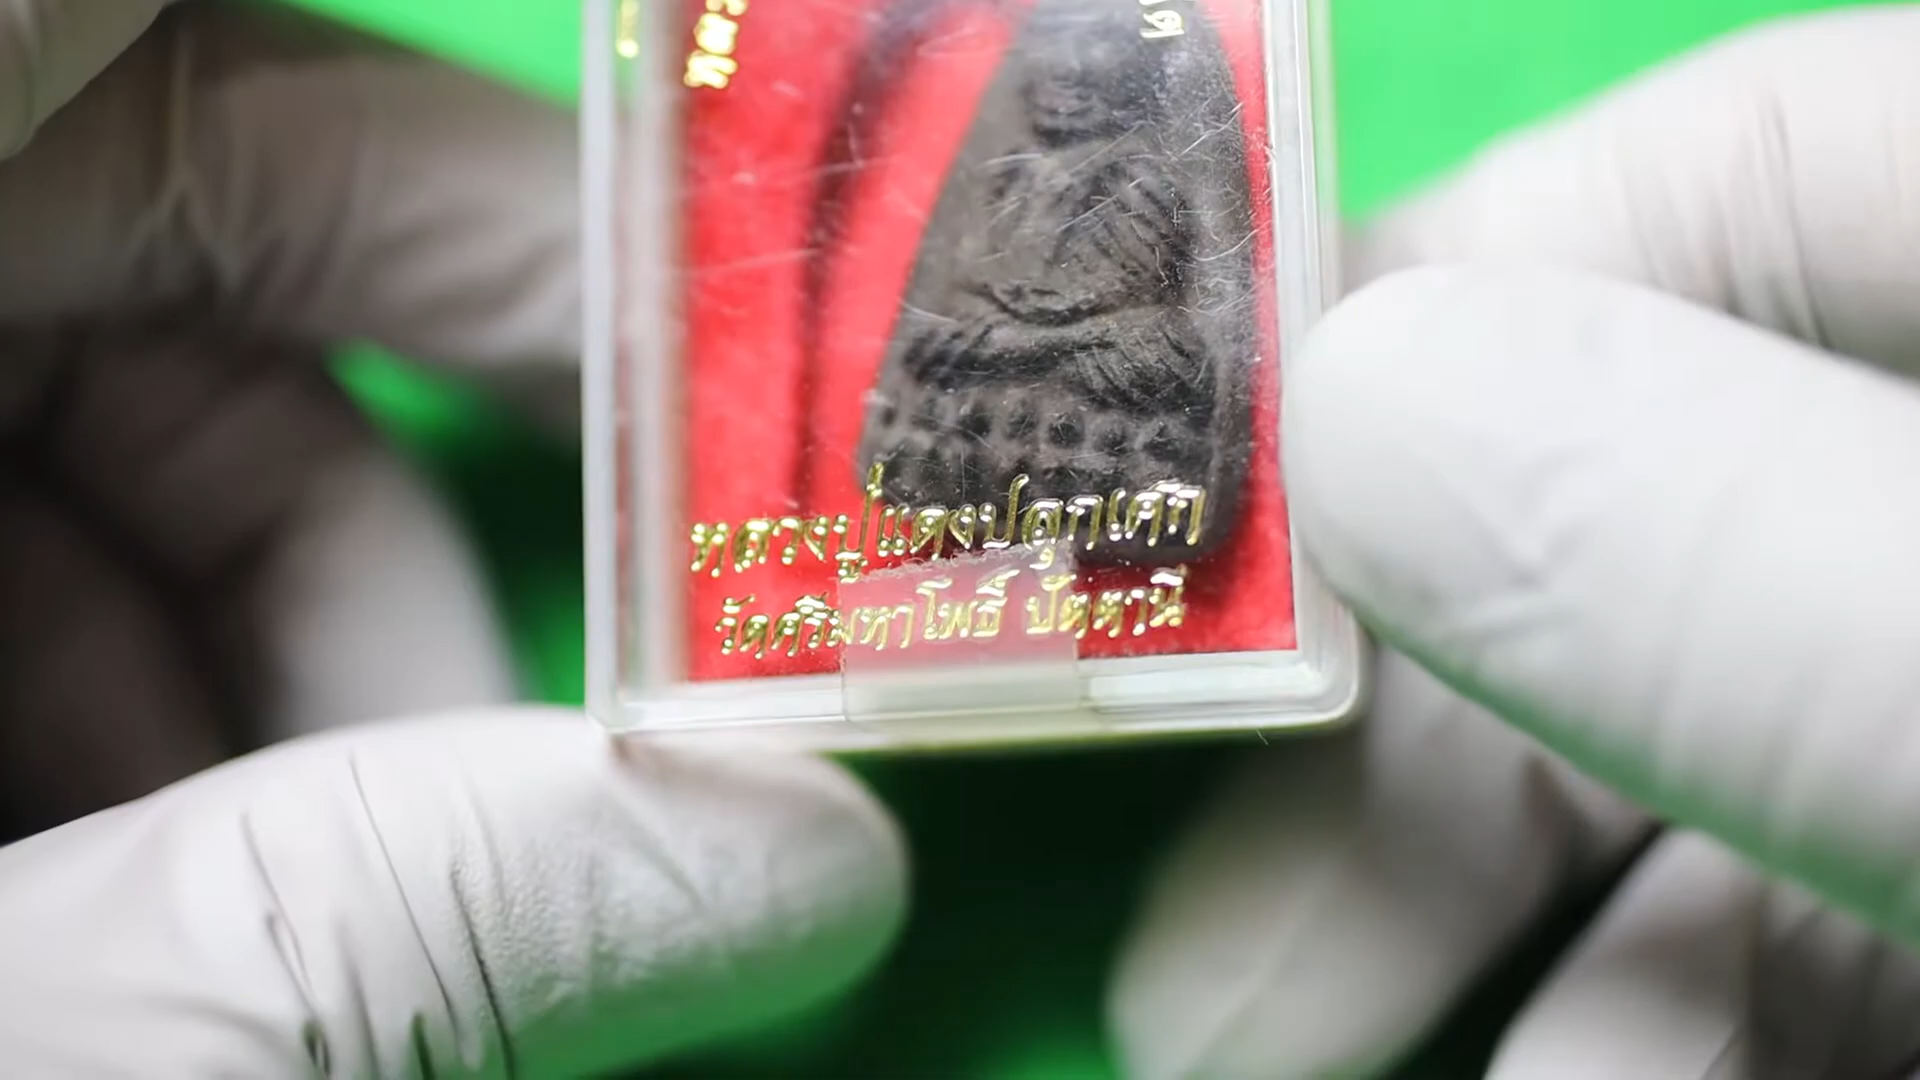 หลวงปู่แดงปลุกเศก
วัดศรีมหาโพธิ์ ปัตตานี